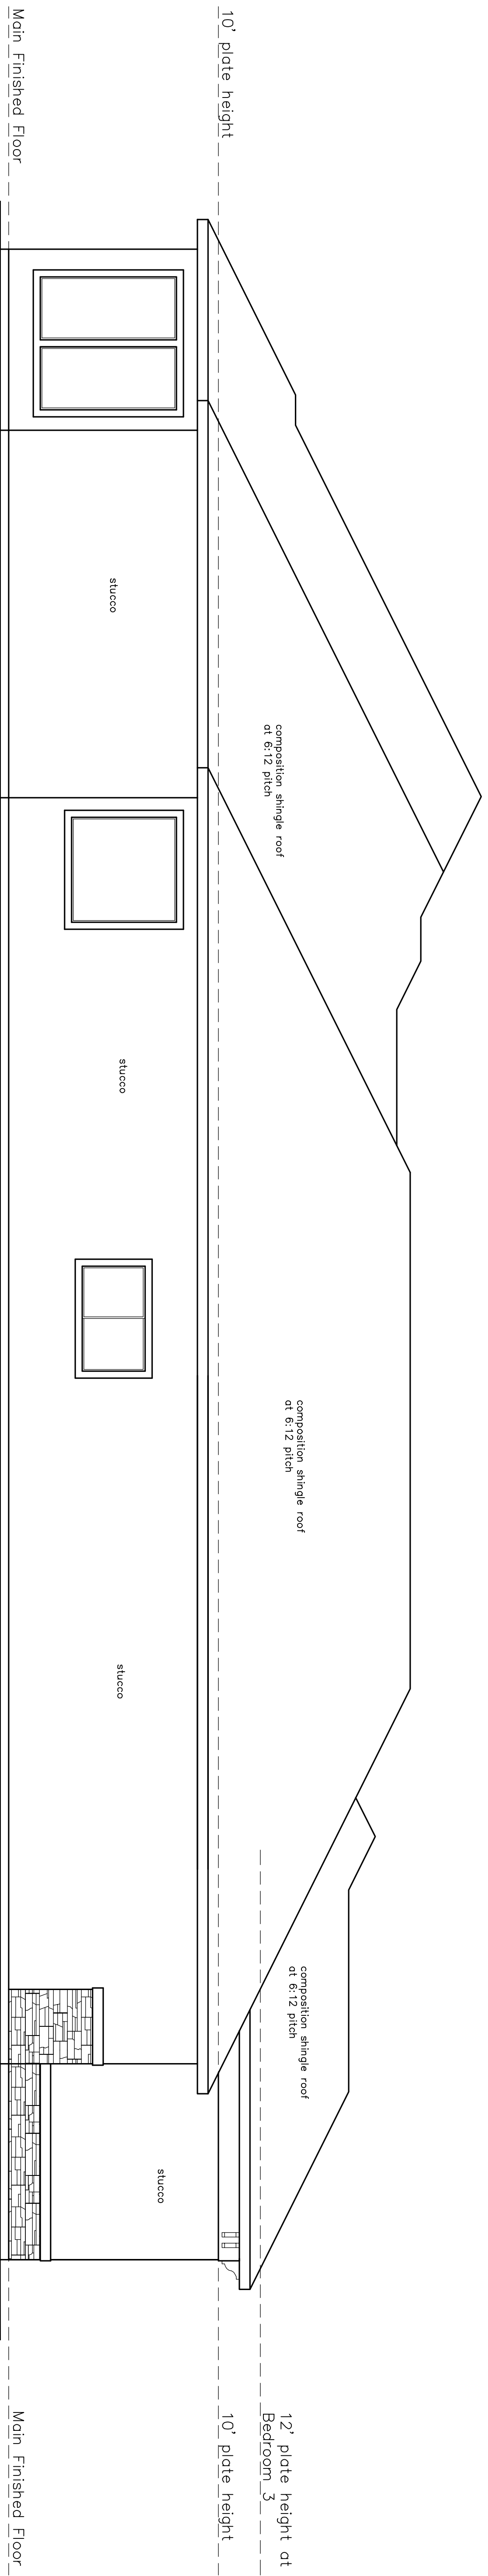 10' plate height
Main Finished Floor
stucco
composition shingle roof
at 6:12 pitch
stucco
composition shingle roof
at 6:12 pitch
stucco
composition shingle roof
at 6:12 pitch
stucco
12' plate height at
Bedroom 3
10' plate height
Main Finished Floor